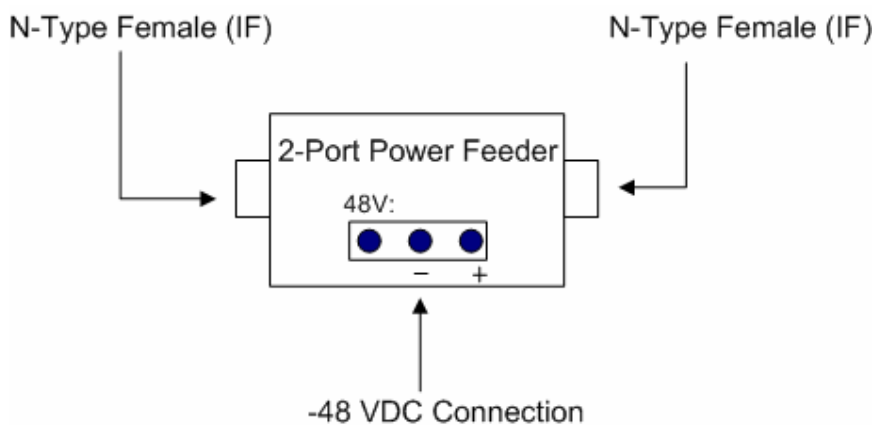 N-Type Female (IF)
N-Type Female (IF)
2-Port Power Feeder
48V:
− +
-48 VDC Connection